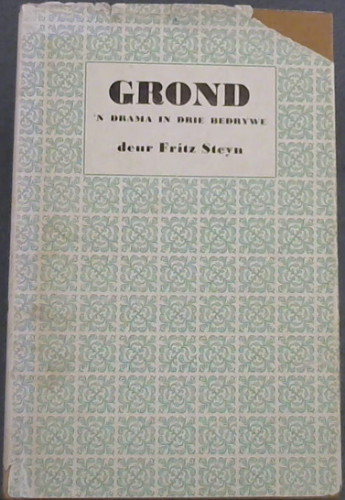 GROND
'N DRAMA IN DRIE BEDRYWE
deur Fritz Steyn